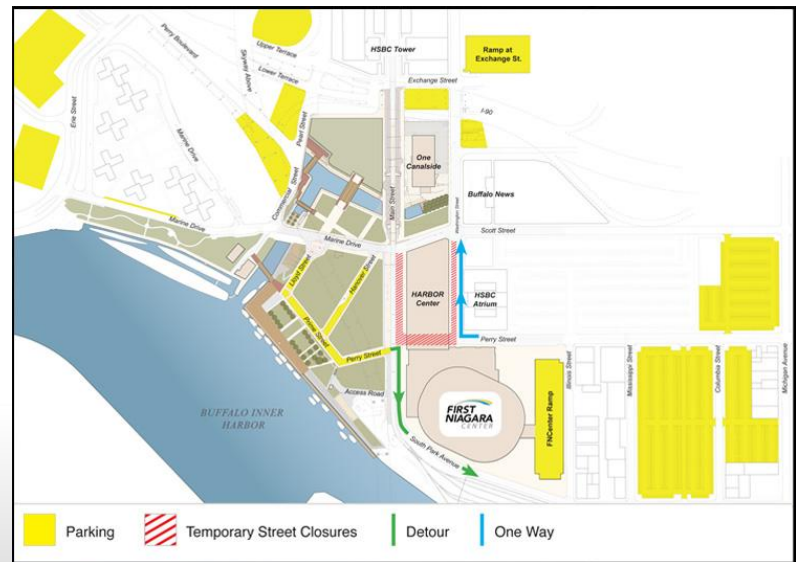 Perry Boulevard
Upper Terrace
HSBC Tower
Ramp at
Exchange St.
Skyway Above
Lower Terrace
Exchange Street
Erie Street
Pearl Street
I-90
Marine Drive
One
Canalside
Commercial Street
Main Street
Buffalo News
Washington Street
Marine Drive
Marine Drive
Scott Street
Lloyd Street
Hanover Street
HARBOR
Center
HSBC
Atrium
Prime Street
Perry Street
Perry Street
Illinois Street
Mississippi Street
Columbia Street
Michigan Avenue
Access Road
BUFFALO INNER
HARBOR
FIRST
NIAGARA
CENTER
FNCenter Ramp
South Park Avenue
Parking
Temporary Street Closures
Detour
One Way